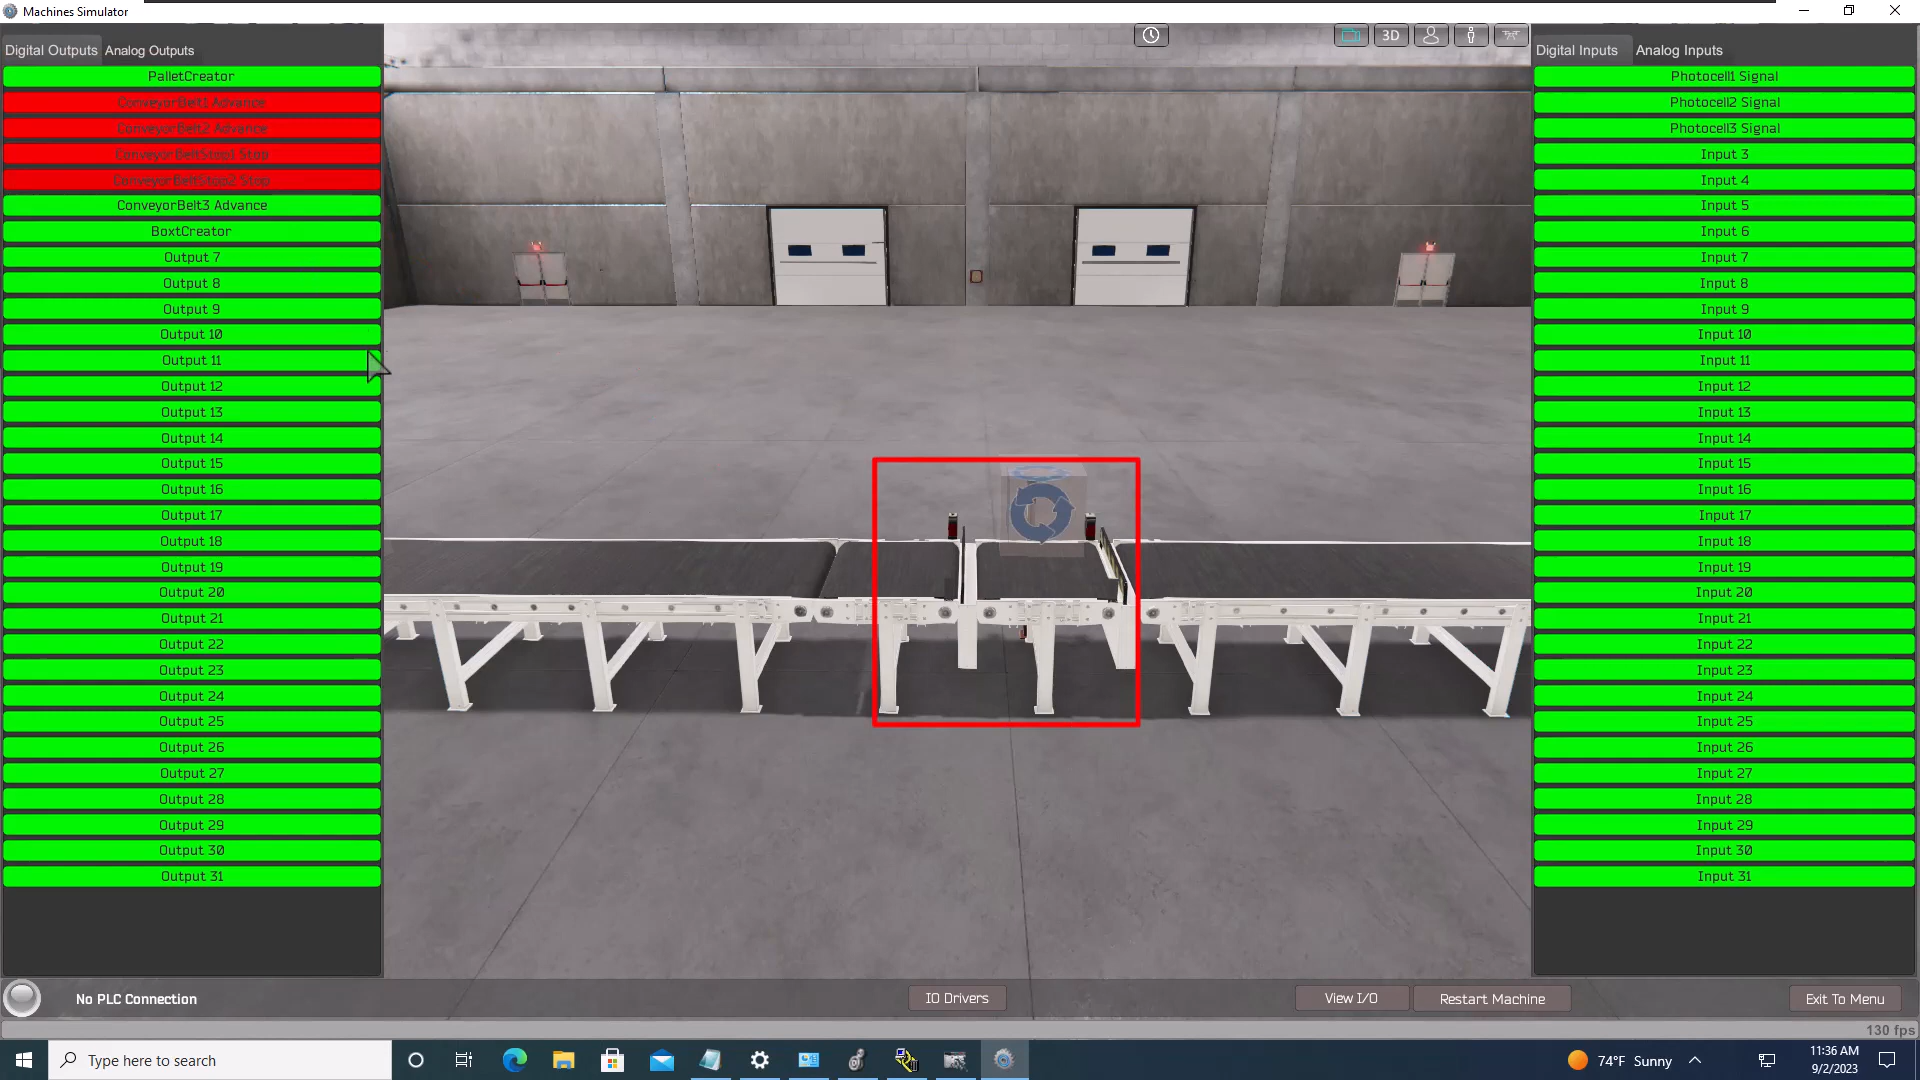 Machines Simulator
Digital Outputs Analog Outputs
PalletCreator
ConveyorBelt1 Advance
ConveyorBelt2 Advance
ConveyorBeltStop1 Stop
ConveyorBeltStop2 Stop
ConveyorBelt3 Advance
BoxtCreator
Output 7
Output 8
Output 9
Output 10
Output 11
Output 12
Output 13
Output 14
Output 15
Output 16
Output 17
Output 18
Output 19
Output 20
Output 21
Output 22
Output 23
Output 24
Output 25
Output 26
Output 27
Output 28
Output 29
Output 30
Output 31
3D
Digital Inputs Analog Inputs
Photocell1 Signal
Photocell2 Signal
Photocell3 Signal
Input 3
Input 4
Input 5
Input 6
Input 7
Input 8
Input 9
Input 10
Input 11
Input 12
Input 13
Input 14
Input 15
Input 16
Input 17
Input 18
Input 19
Input 20
Input 21
Input 22
Input 23
Input 24
Input 25
Input 26
Input 27
Input 28
Input 29
Input 30
Input 31
No PLC Connection
IO Drivers
View I/O
Restart Machine
Exit To Menu
130 fps
Type here to search
74°F Sunny
11:36 AM
9/2/2023